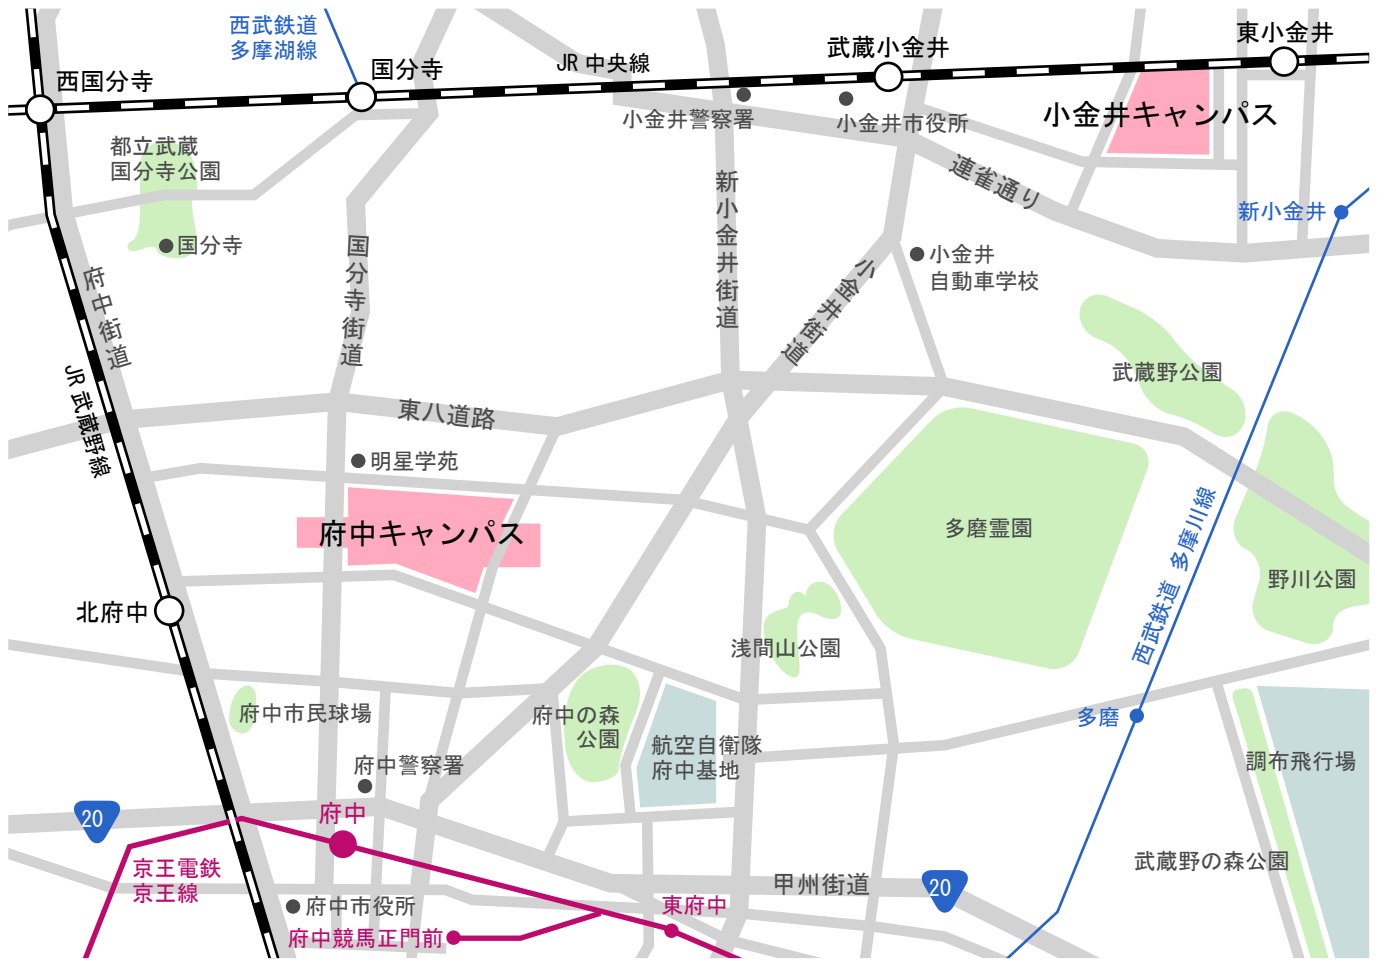 西武鉄道
多摩湖線
西国分寺
国分寺
JR 中央線
武蔵小金井
東小金井
小金井警察署
小金井市役所
小金井キャンパス
都立武蔵
国分寺公園
連雀通り
新小金井
国分寺
府中街道
国分寺街道
新小金井街道
小金井街道
小金井
自動車学校
武蔵野公園
JR 武蔵野線
東八道路
明星学苑
府中キャンパス
多磨霊園
西武鉄道 多摩川線
野川公園
北府中
浅間山公園
府中市民球場
府中の森
公園
航空自衛隊
府中基地
多磨
調布飛行場
府中警察署
20
府中
京王電鉄
京王線
武蔵野の森公園
甲州街道
20
府中市役所
東府中
府中競馬正門前